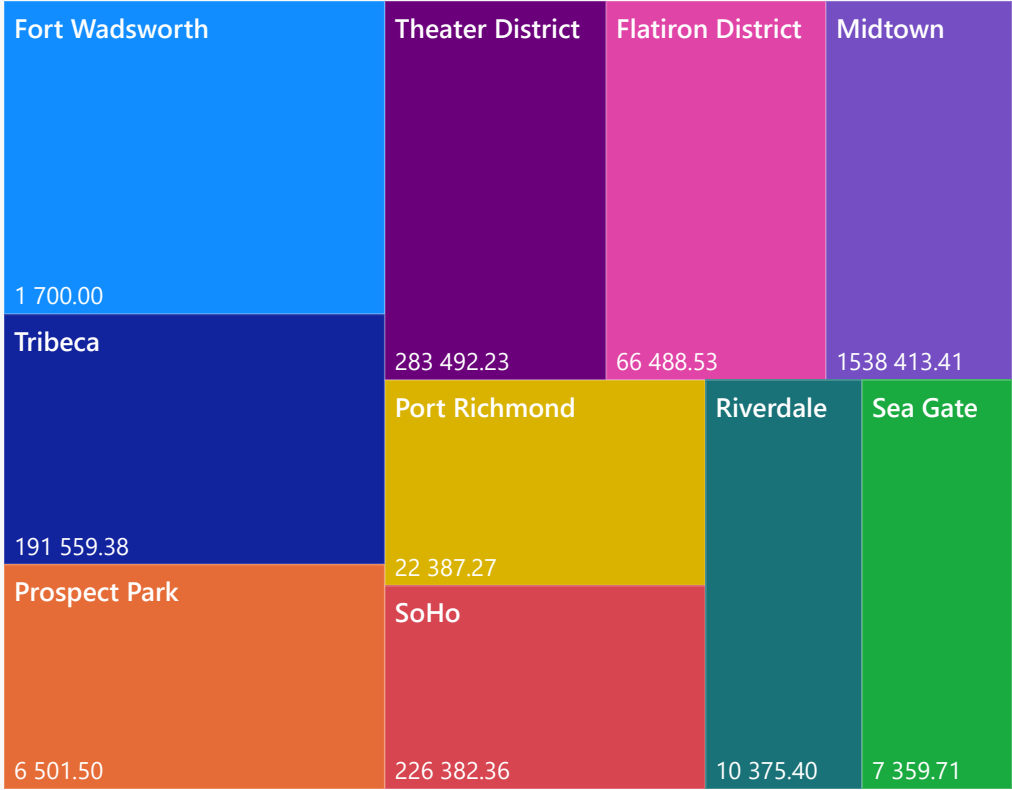 Fort Wadsworth
1 700.00
Tribeca
191 559.38
Prospect Park
6 501.50
Theater District
283 492.23
Flatiron District
66 488.53
Midtown
1538 413.41
Port Richmond
22 387.27
SoHo
226 382.36
Riverdale
10 375.40
Sea Gate
7 359.71